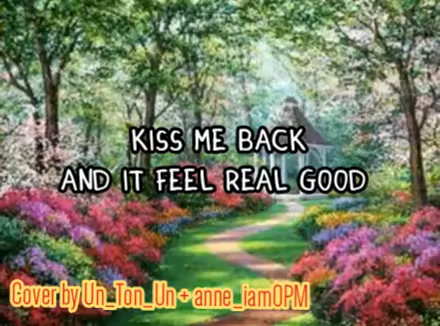 KISS ME BACK
AND IT FEEL REAL GOOD
Cover by Un_Ton_Un + anne_iamOPM